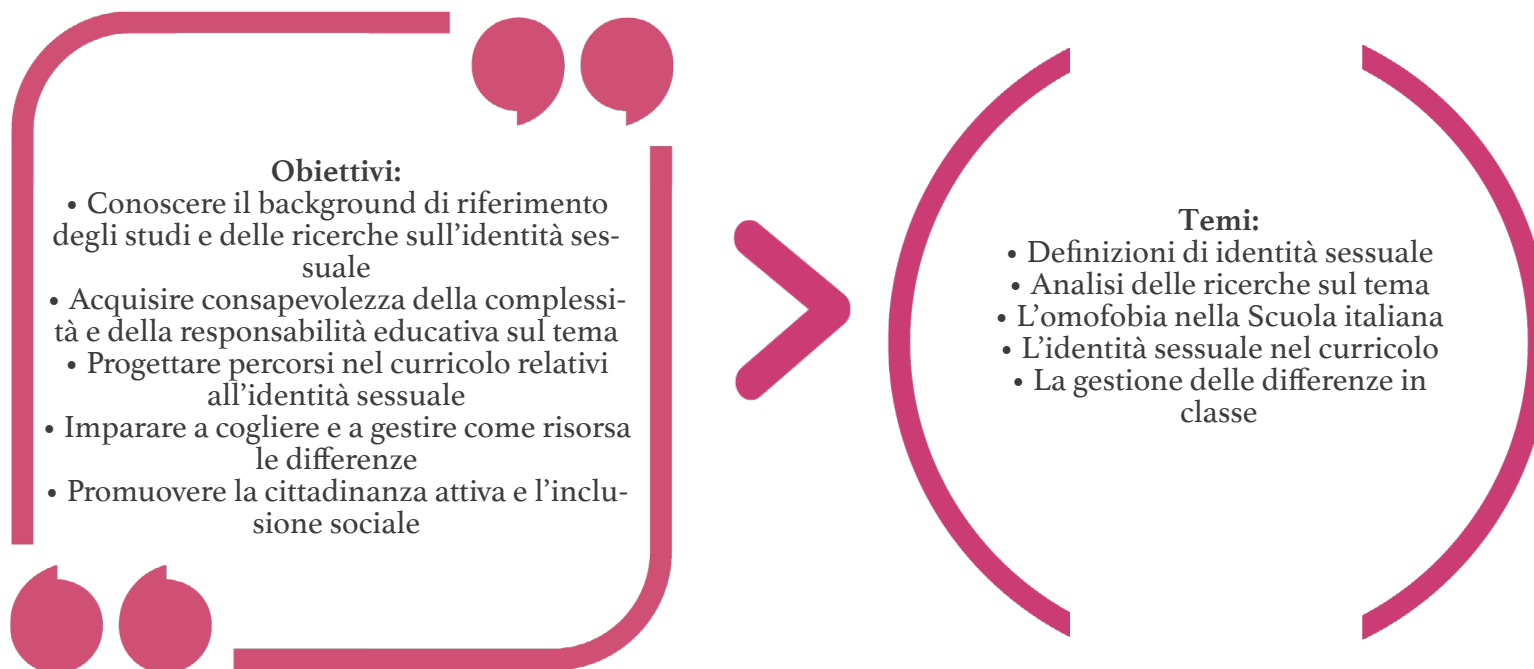 Obiettivi:
• Conoscere il background di riferimento
degli studi e delle ricerche sull’identità ses-
suale
• Acquisire consapevolezza della complessi-
tà e della responsabilità educativa sul tema
• Progettare percorsi nel curricolo relativi
all’identità sessuale
• Imparare a cogliere e a gestire come risorsa
le differenze
• Promuovere la cittadinanza attiva e l’inclu-
sione sociale
Temi:
• Definizioni di identità sessuale
• Analisi delle ricerche sul tema
• L’omofobia nella Scuola italiana
• L’identità sessuale nel curricolo
• La gestione delle differenze in
classe